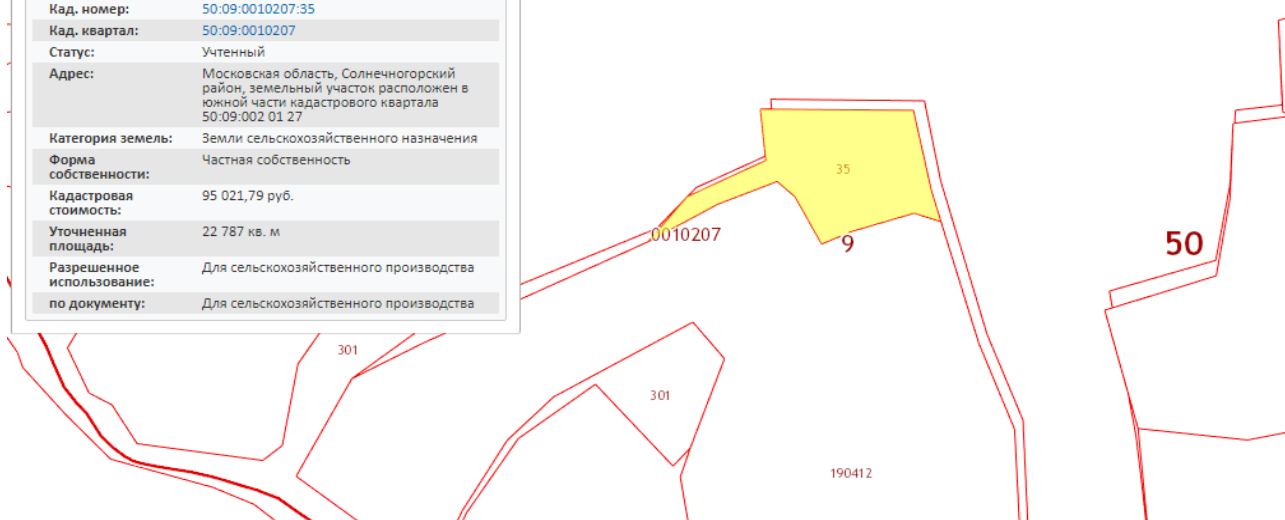 Кад. номер: 50:09:0010207:35
Кад. квартал: 50:09:0010207
Статус: Учтенный
Адрес: Московская область, Солнечногорский
район, земельный участок расположен в
южной части кадастрового квартала
50:09:002 01 27
Категория земель: Земли сельскохозяйственного назначения
Форма Частная собственность
собственности:
Кадастровая 95 021,79 руб.
стоимость:
Уточненная 22 787 кв. м
площадь:
Разрешенное Для сельскохозяйственного производства
использование:
по документу: Для сельскохозяйственного производства
35
0010207
9
50
301
301
190412